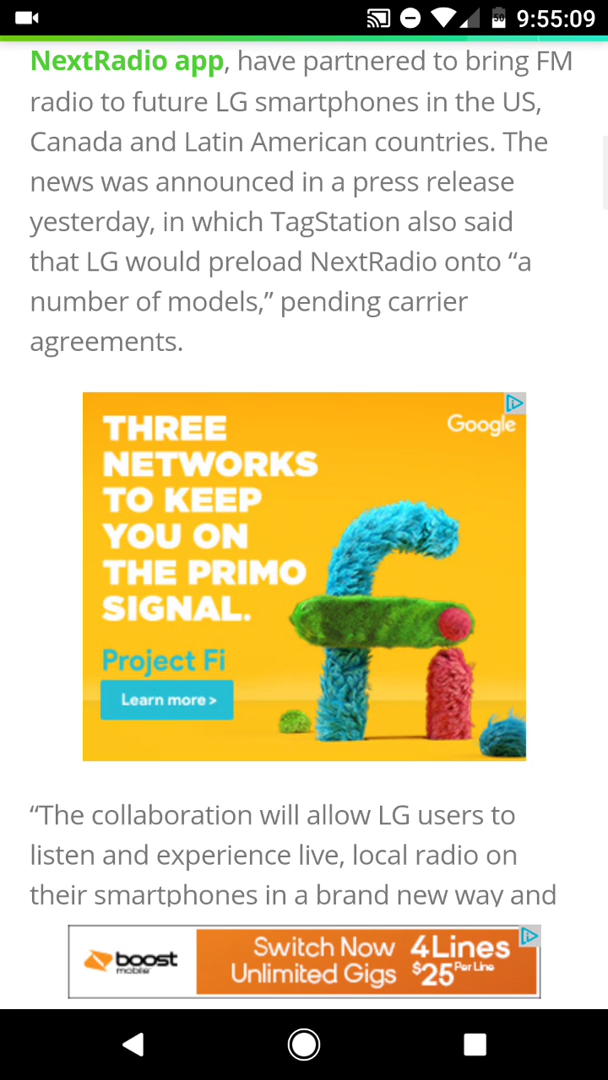 50 9:55:09
NextRadio app, have partnered to bring FM
radio to future LG smartphones in the US,
Canada and Latin American countries. The
news was announced in a press release
yesterday, in which TagStation also said
that LG would preload NextRadio onto “a
number of models,” pending carrier
agreements.
Google
THREE
NETWORKS
TO KEEP
YOU ON
THE PRIMO
SIGNAL.
Project Fi
Learn more >
fi
“The collaboration will allow LG users to
listen and experience live, local radio on
their smartphones in a brand new way and
boost
mobile
Switch Now
Unlimited Gigs
4Lines
$25 Per Line